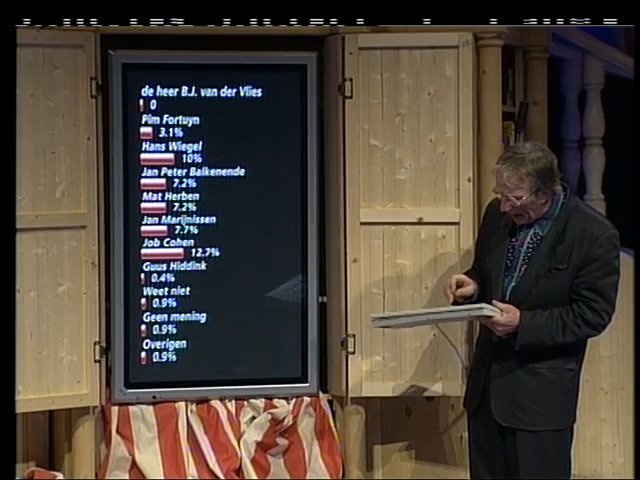 de heer B.J. van der Vlies
0
Pim Fortuyn
3.1%
Hans Wiegel
10%
Jan Peter Balkenende
7.2%
Mat Herben
7.2%
Jan Marijnissen
7.7%
Job Cohen
12.7%
Guus Hiddink
0.4%
Weet niet
0.9%
Geen mening
0.9%
Overigen
0.9%